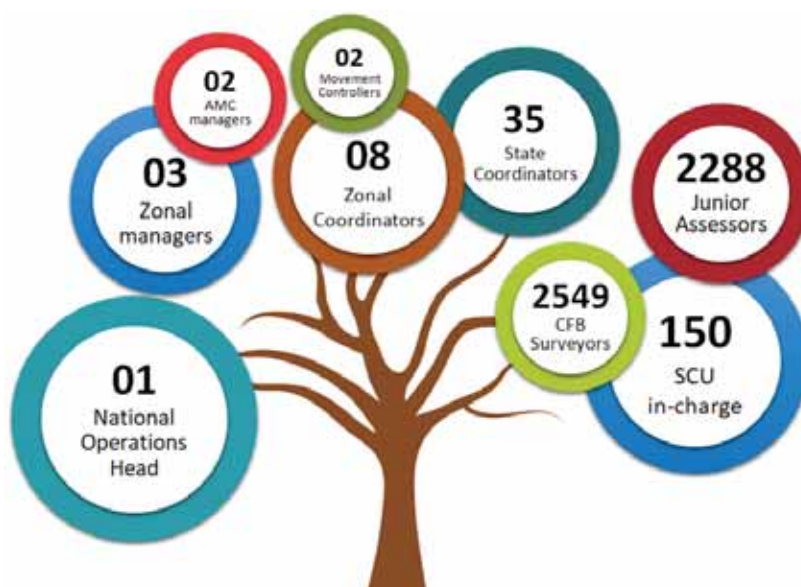 02
AMC
managers
02
Movement
Controllers
03
Zonal
managers
08
Zonal
Coordinators
35
State
Coordinators
2288
Junior
Assessors
2549
CFB
Surveyors
150
SCU
in-charge
01
National
Operations
Head